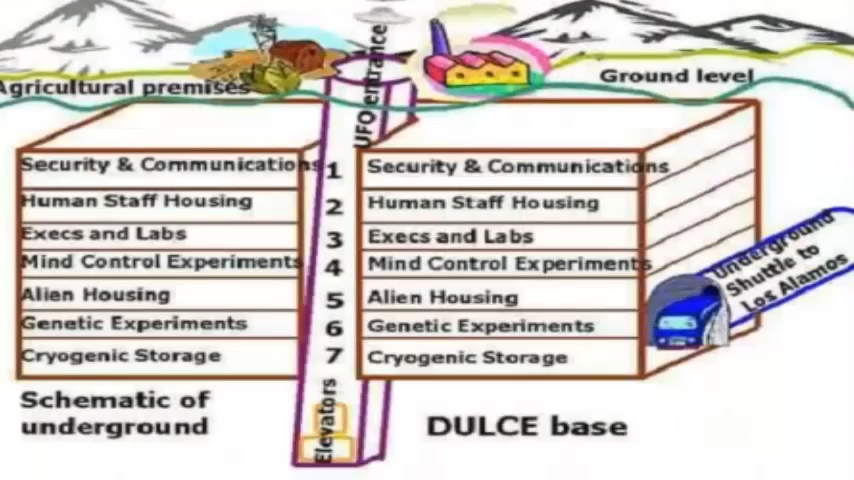 UFO entrance
Agricultural premises
Ground level
Security & Communications 1 Security & Communications
Human Staff Housing 2 Human Staff Housing
Execs and Labs 3 Execs and Labs
Mind Control Experiments 4 Mind Control Experiments
Alien Housing 5 Alien Housing
Genetic Experiments 6 Genetic Experiments
Cryogenic Storage 7 Cryogenic Storage
Underground
Shuttle to
Los Alamos
Elevators
Schematic of
underground
DULCE base